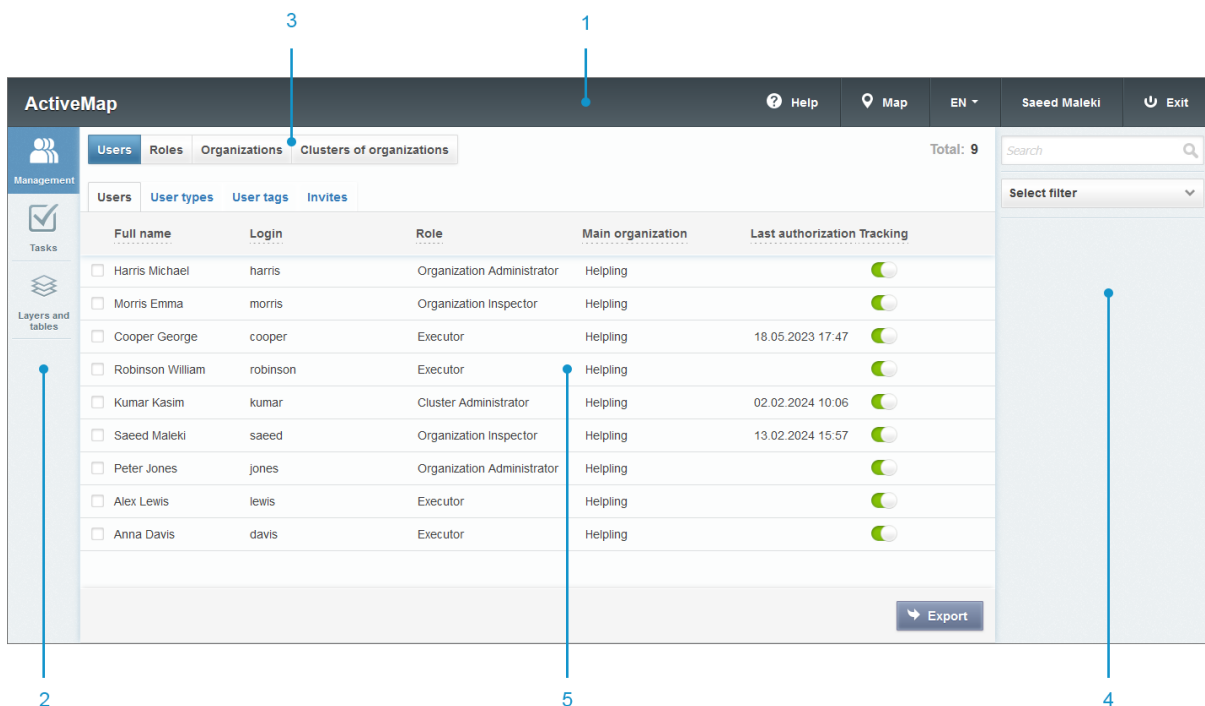 3 1
ActiveMap Help Map EN Saeed Maleki Exit
Management
Tasks
Layers and
tables
Users Roles Organizations Clusters of organizations Total: 9
Users User types User tags Invites
Full name Login Role Main organization Last authorization Tracking
Harris Michael harris Organization Administrator Helpling
Morris Emma morris Organization Inspector Helpling
Cooper George cooper Executor Helpling 18.05.2023 17:47
Robinson William robinson Executor Helpling
Kumar Kasim kumar Cluster Administrator Helpling 02.02.2024 10:06
Saeed Maleki saeed Organization Inspector Helpling 13.02.2024 15:57
Peter Jones jones Organization Administrator Helpling
Alex Lewis lewis Executor Helpling
Anna Davis davis Executor Helpling
Export
Search
Select filter
2 5 4